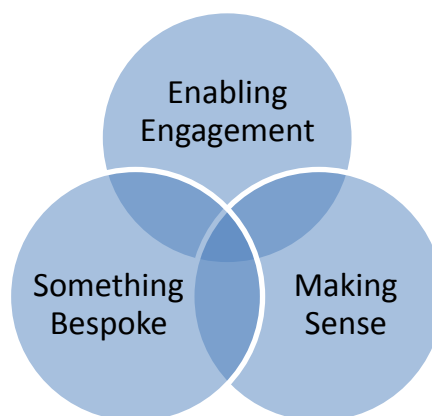 Enabling
Engagement
Something
Bespoke
Making
Sense